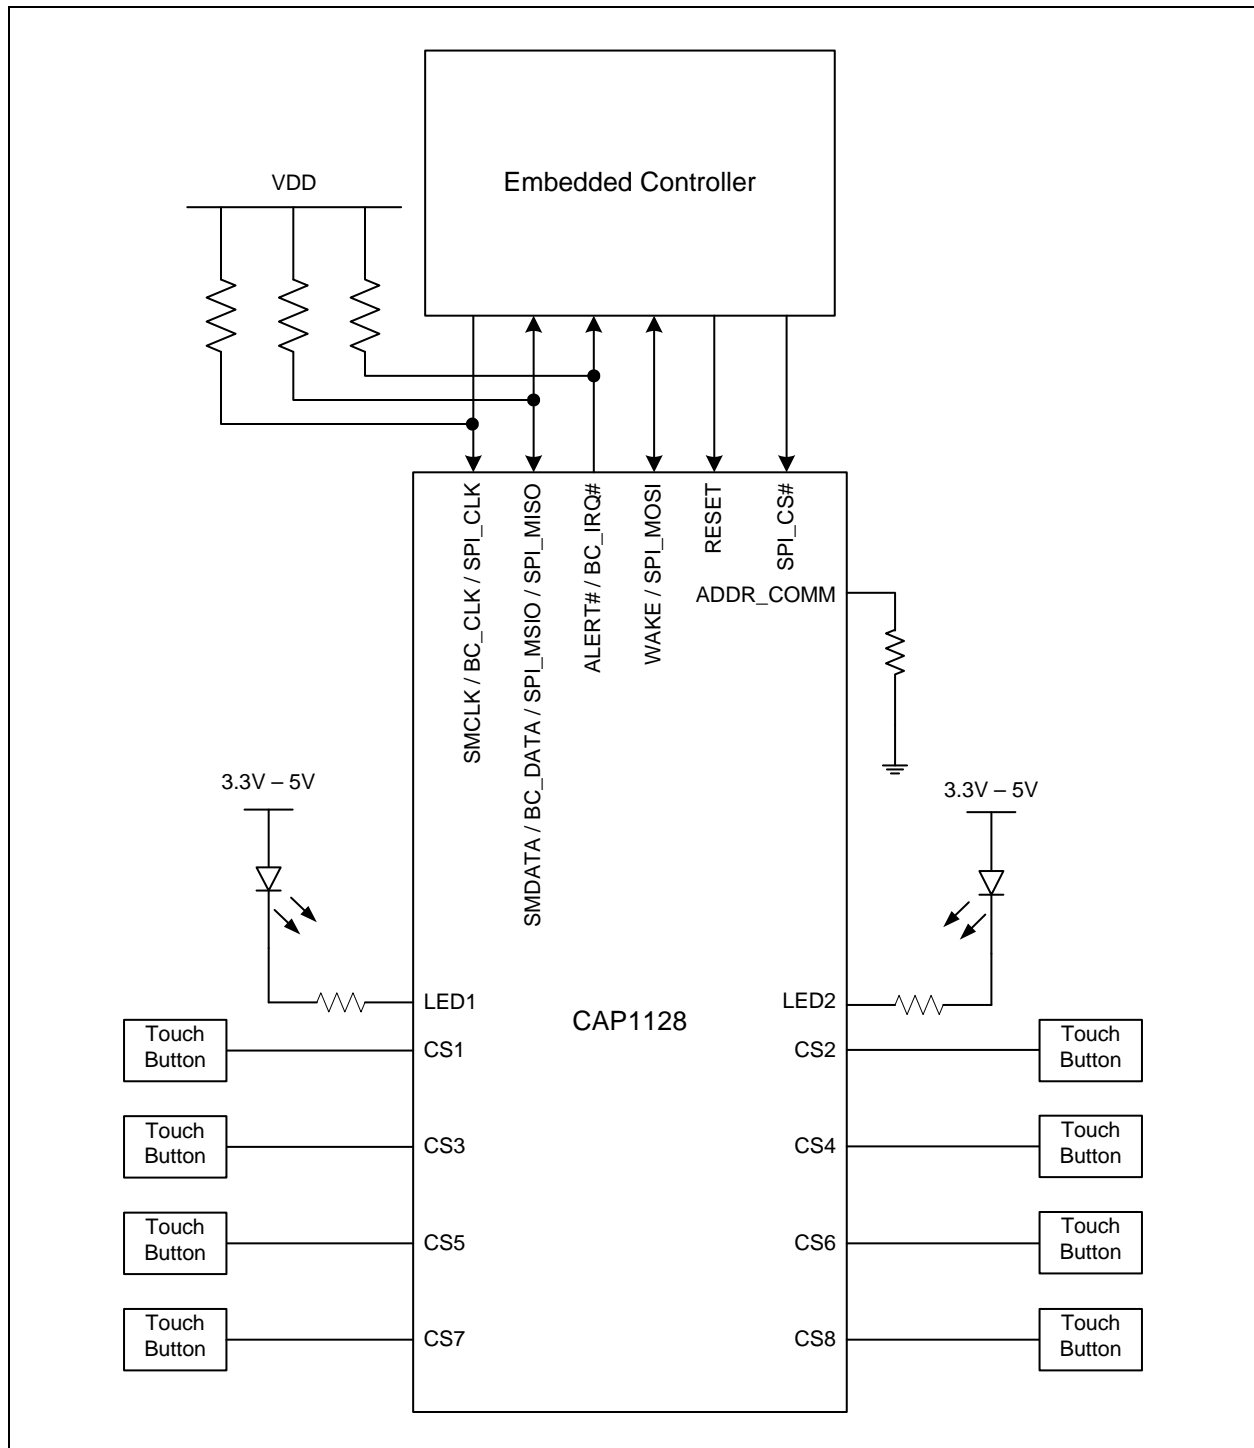 Embedded Controller
VDD
SMCLK / BC_CLK / SPI_CLK
SMDATA / BC_DATA / SPI_MSIO / SPI_MISO
ALERT# / BC_IRQ#
WAKE / SPI_MOSI
RESET
SPI_CS#
ADDR_COMM
3.3V – 5V
3.3V – 5V
LED1
CAP1128
LED2
Touch
Button
CS1
CS2
Touch
Button
Touch
Button
CS3
CS4
Touch
Button
Touch
Button
CS5
CS6
Touch
Button
Touch
Button
CS7
CS8
Touch
Button